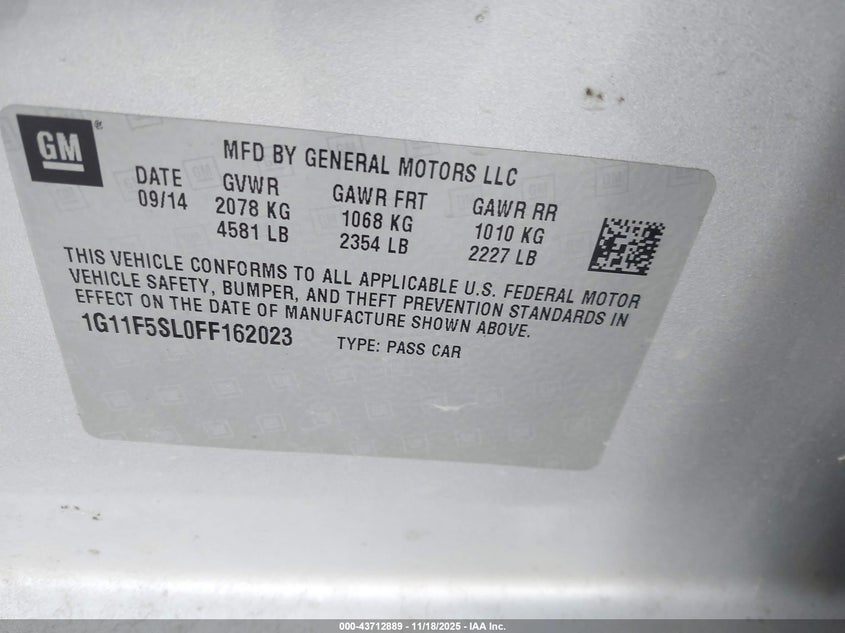 GM®
MFD BY GENERAL MOTORS LLC
DATE GVWR GAWR FRT GAWR RR
09/14 2078 KG 1068 KG 1010 KG
4581 LB 2354 LB 2227 LB
THIS VEHICLE CONFORMS TO ALL APPLICABLE U.S. FEDERAL MOTOR
VEHICLE SAFETY, BUMPER, AND THEFT PREVENTION STANDARDS IN
EFFECT ON THE DATE OF MANUFACTURE SHOWN ABOVE.
1G11F5SL0FF162023 TYPE: PASS CAR
000-43712889 - 11/18/2025 - IAA Inc.